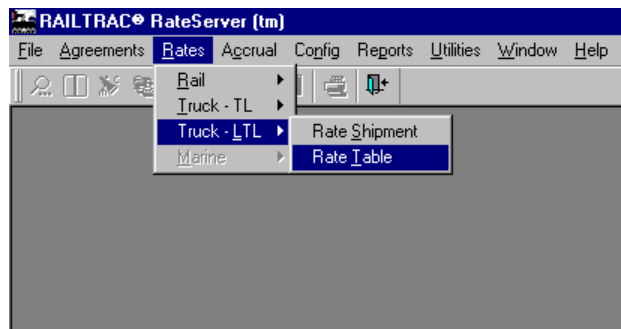 RAILTRAC® RateServer (tm)
File Agreements Rates Accrual Config Reports Utilities Window Help
Rail
Truck - TL
Truck - LTL
Rate Shipment
Marine
Rate Table